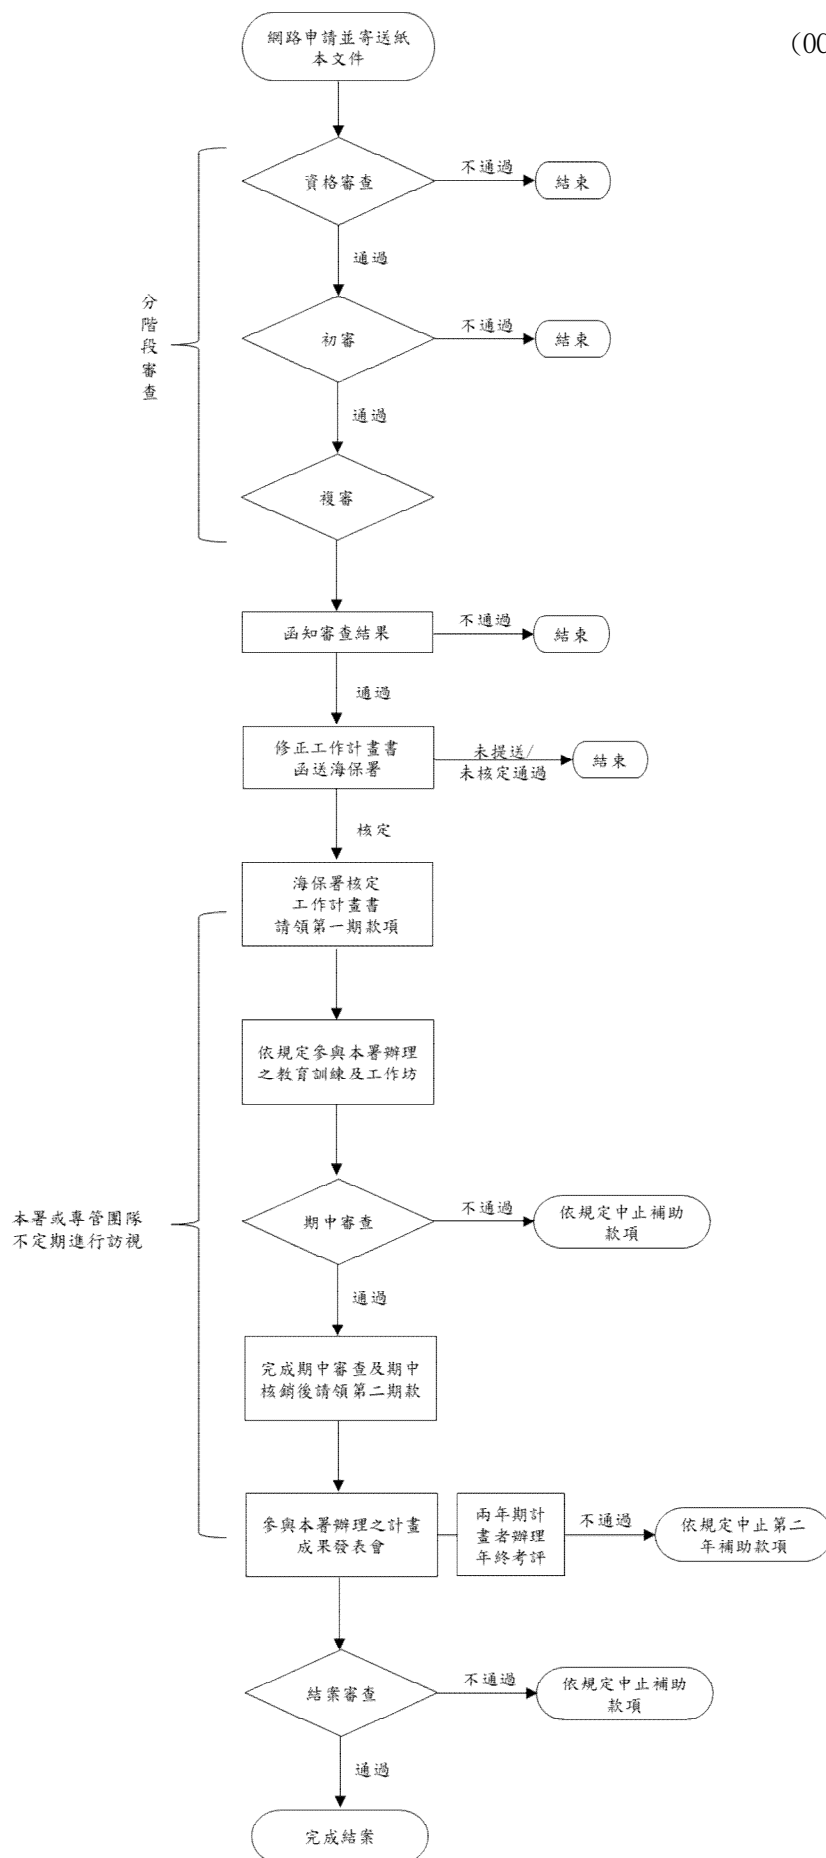 網路申請並寄送紙
本文件
(00
資格審查
不通過
結束
通過
分
階
段
審
查
初審
不通過
結束
通過
複審
函知審查結果
不通過
結束
通過
修正工作計畫書
函送海保署
未提送/
未核定通過
結束
核定
海保署核定
工作計畫書
請領第一期款項
依規定參與本署辦理
之教育訓練及工作坊
本署或專管團隊
不定期進行訪視
期中審查
不通過
依規定中止補助
款項
通過
完成期中審查及期中
核銷後請領第二期款
參與本署辦理之計畫
成果發表會
兩年期計
畫者辦理
年終考評
不通過
依規定中止第二
年補助款項
結案審查
不通過
依規定中止補助
款項
通過
完成結案